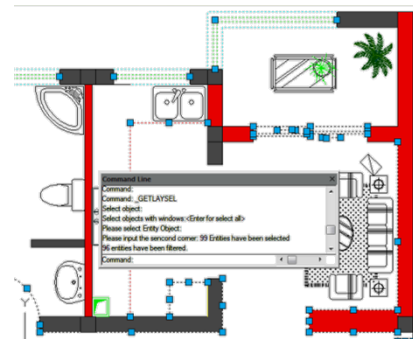 Command Line
Command:
Command: _GETLAYSEL
Select object:
Select objects with windows:<Enter for select all>
Please select Entity Object:
Please input the sencond corner: 99 Entities have been selected
96 entities have been filtered.
Command:
Y